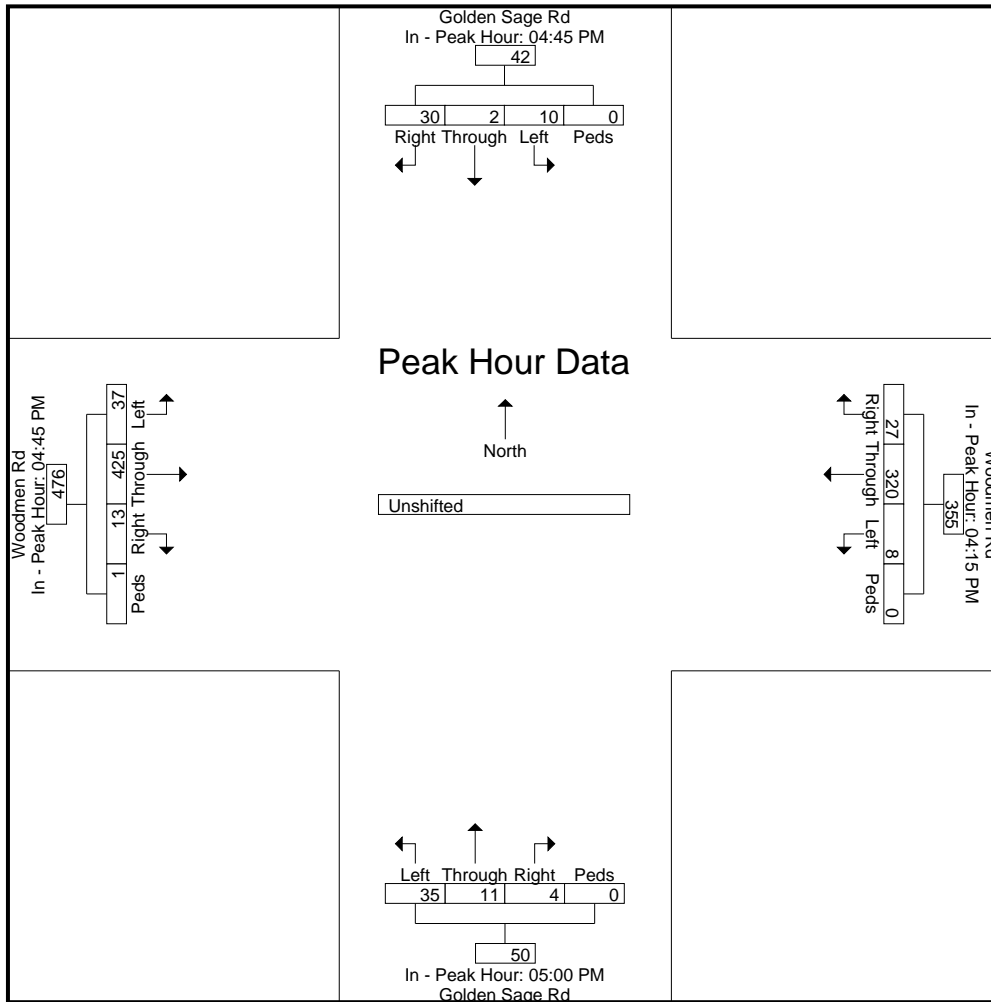 Golden Sage Rd
In - Peak Hour: 04:45 PM
42
30 2 10 0
Right Through Left Peds
Peak Hour Data
North
Unshifted
Woodmen Rd
In - Peak Hour: 04:45 PM
476
37 425 13 1
Left Through Right Peds
Woodmen Rd
In - Peak Hour: 04:15 PM
355
27 320 8 0
Right Through Left Peds
Left Through Right Peds
35 11 4 0
50
In - Peak Hour: 05:00 PM
Golden Sage Rd